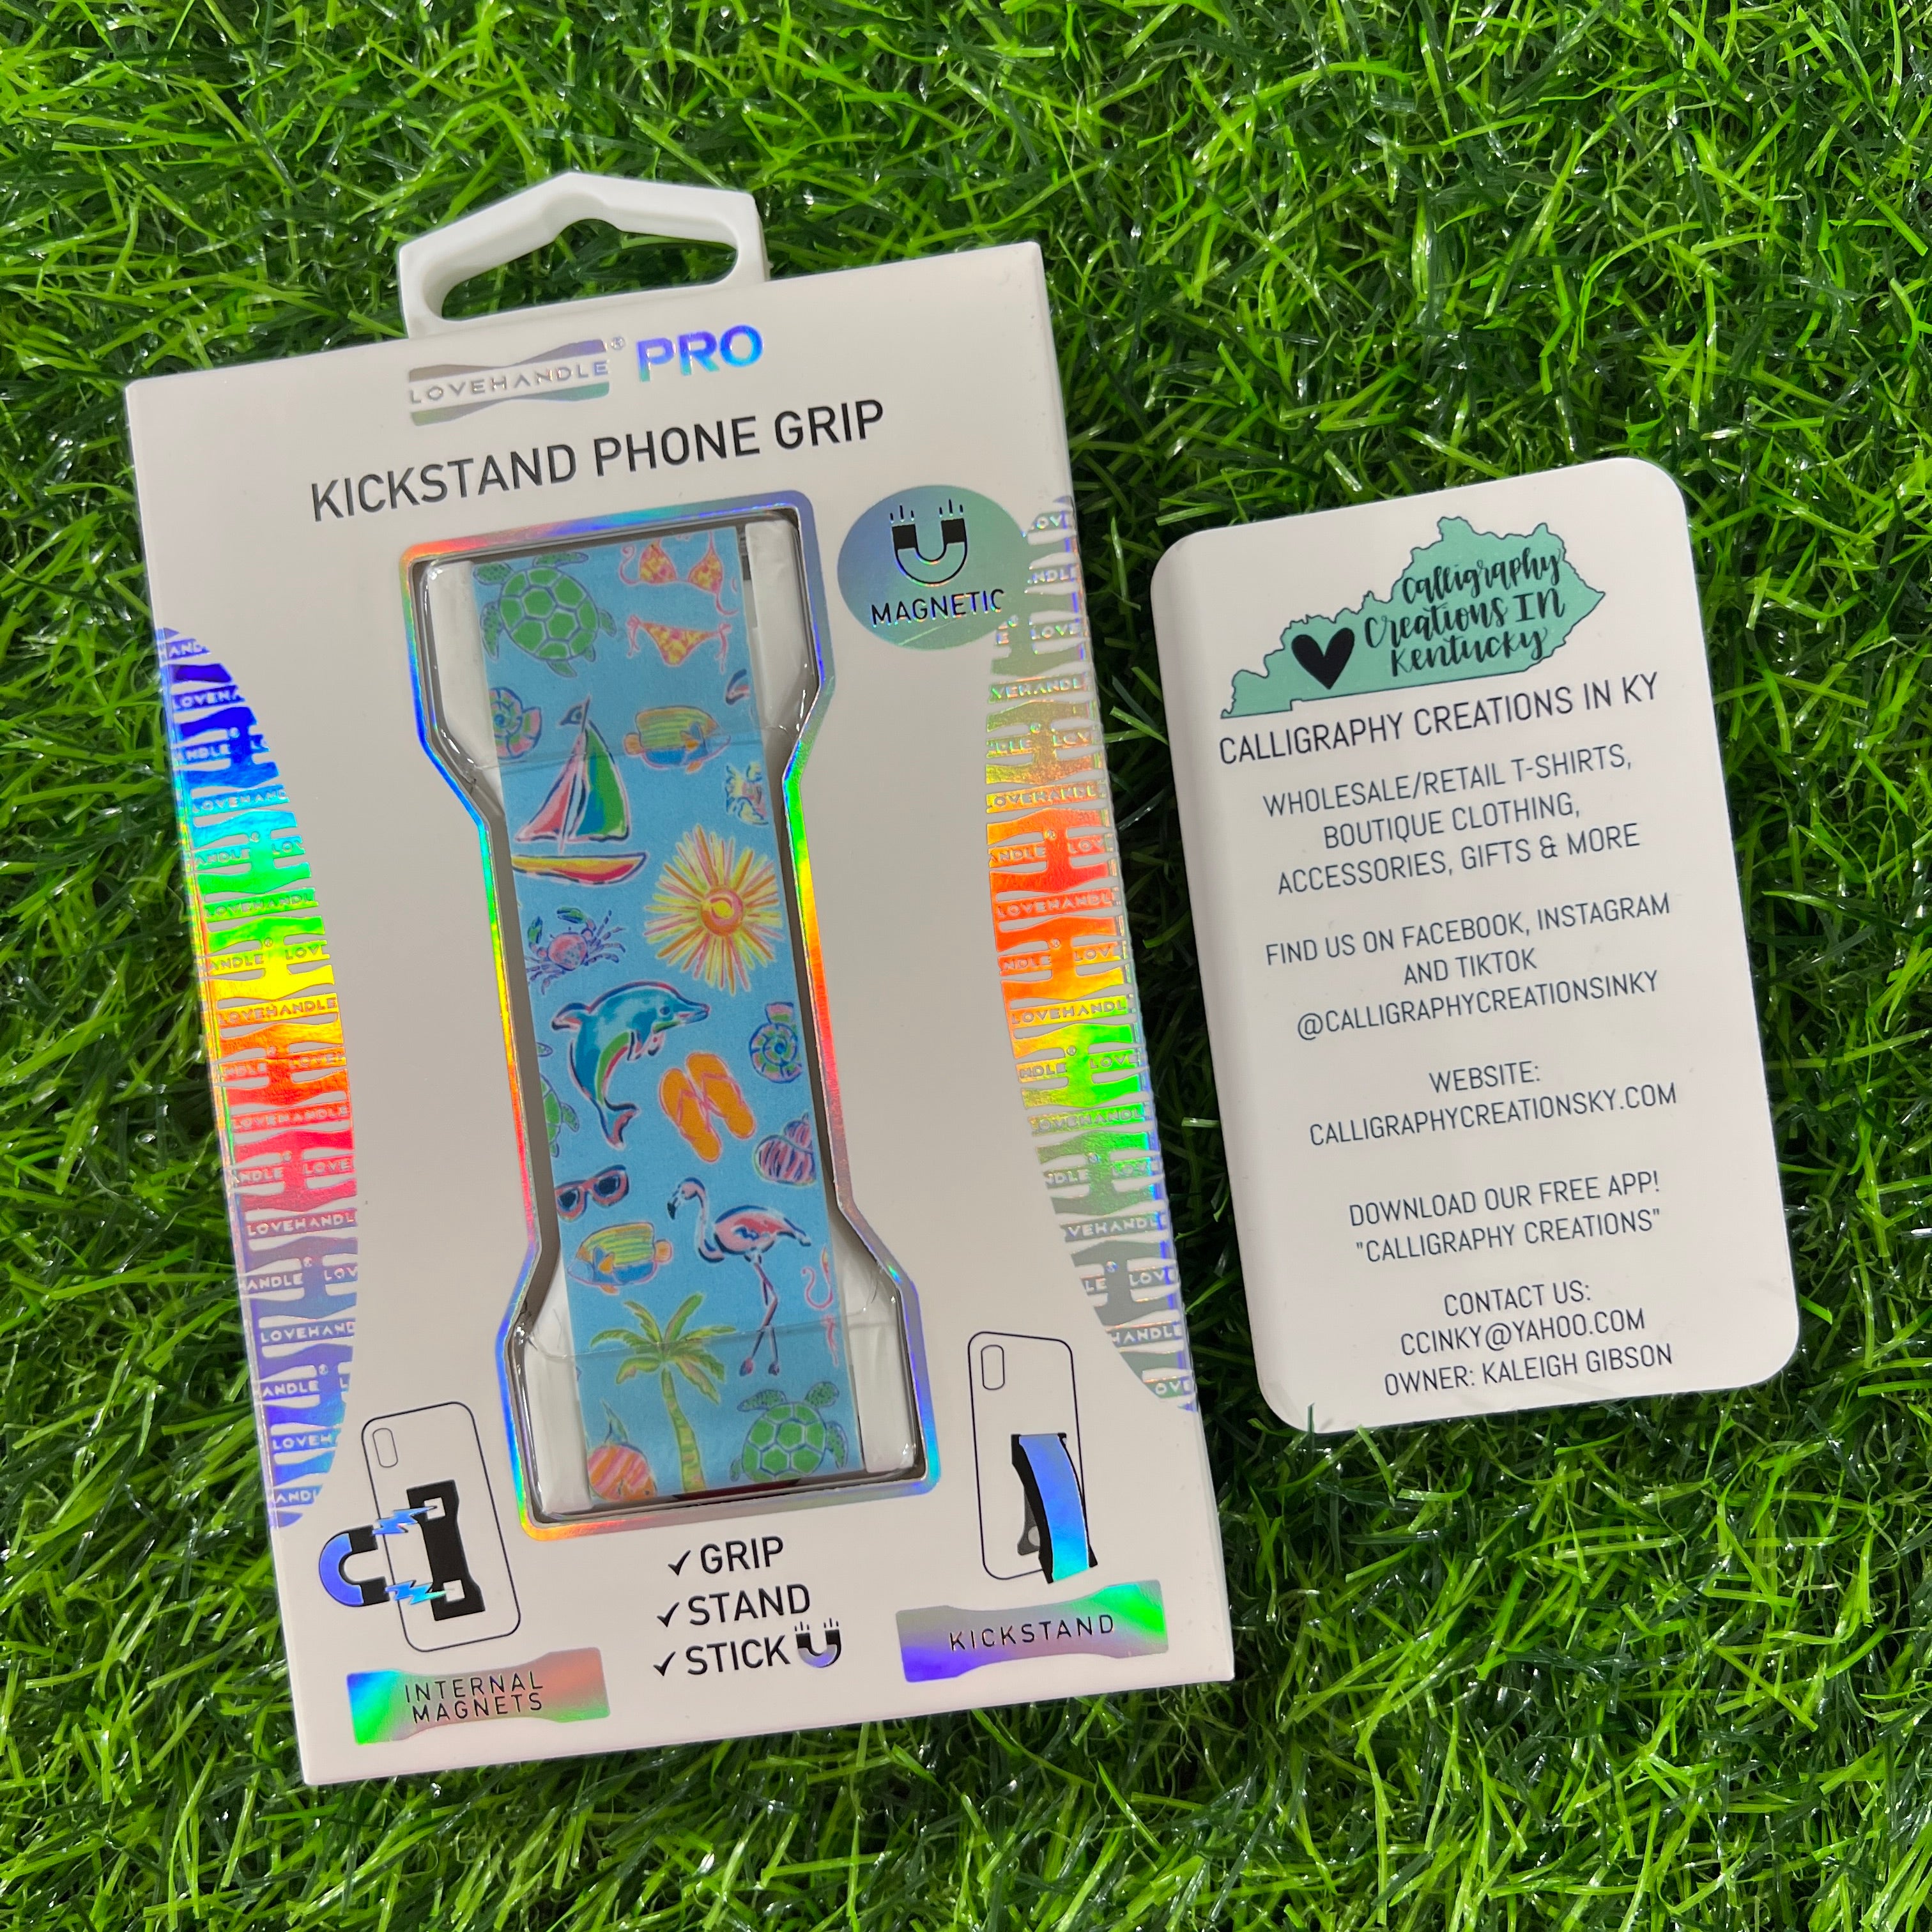 LOVEHANDLE® PRO
KICKSTAND PHONE GRIP
MAGNETIC
✓ GRIP
✓ STAND
✓ STICK
INTERNAL
MAGNETS
KICKSTAND
LOVEHANDLE
Calligraphy
Creations IN
Kentucky
CALLIGRAPHY CREATIONS IN KY
WHOLESALE/RETAIL T-SHIRTS,
BOUTIQUE CLOTHING,
ACCESSORIES, GIFTS & MORE
FIND US ON FACEBOOK, INSTAGRAM
AND TIKTOK
@CALLIGRAPHYCREATIONSINKY
WEBSITE:
CALLIGRAPHYCREATIONSKY.COM
DOWNLOAD OUR FREE APP!
"CALLIGRAPHY CREATIONS"
CONTACT US:
CCINKY@YAHOO.COM
OWNER: KALEIGH GIBSON